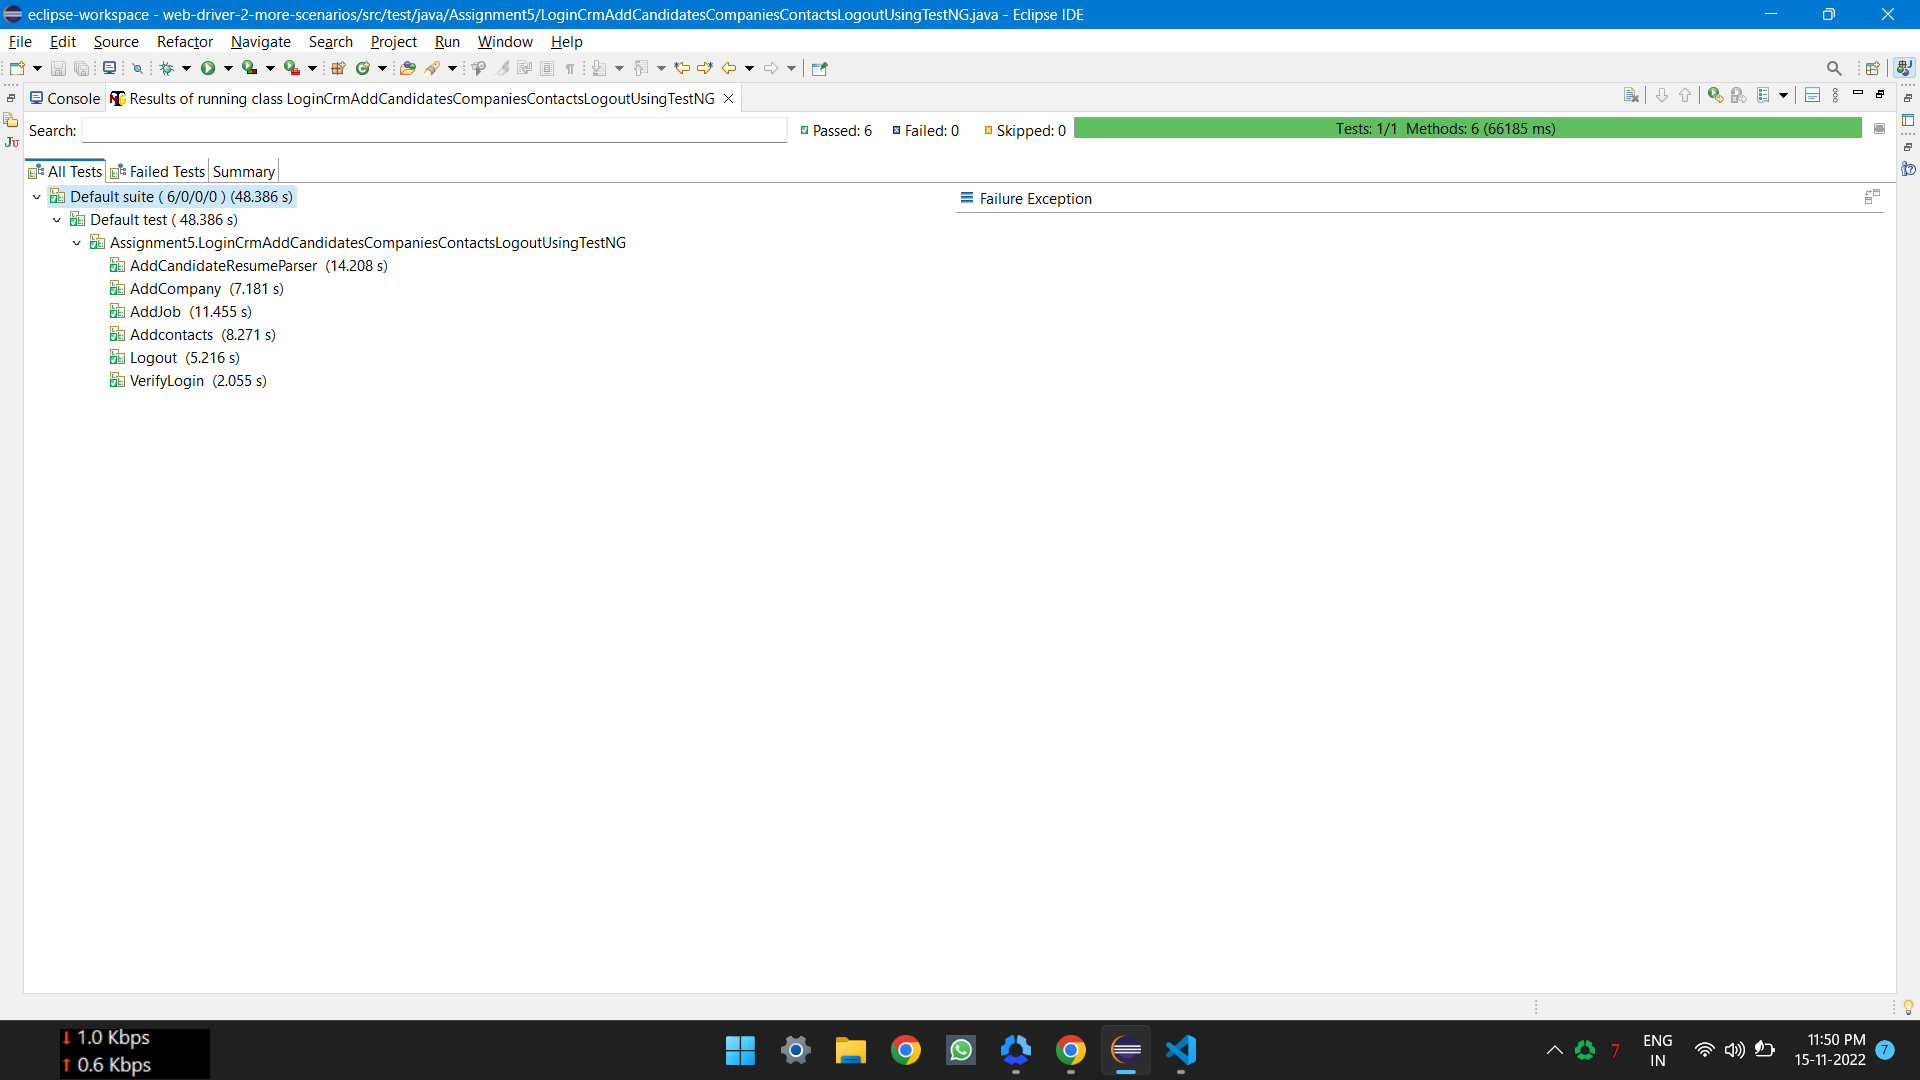 eclipse-workspace - web-driver-2-more-scenarios/src/test/java/Assignment5/LoginCrmAddCandidatesCompaniesContactsLogoutUsingTestNG.java - Eclipse IDE
File Edit Source Refactor Navigate Search Project Run Window Help
Console Results of running class LoginCrmAddCandidatesCompaniesContactsLogoutUsingTestNG
Search: Passed: 6 Failed: 0 Skipped: 0 Tests: 1/1 Methods: 6 (66185 ms)
Ju
All Tests Failed Tests Summary
Default suite ( 6/0/0/0 ) (48.386 s)
Failure Exception
Default test ( 48.386 s)
Assignment5.LoginCrmAddCandidatesCompaniesContactsLogoutUsingTestNG
AddCandidateResumeParser (14.208 s)
AddCompany (7.181 s)
AddJob (11.455 s)
Addcontacts (8.271 s)
Logout (5.216 s)
VerifyLogin (2.055 s)
1.0 Kbps
0.6 Kbps
7
ENG
IN
11:50 PM
15-11-2022
7